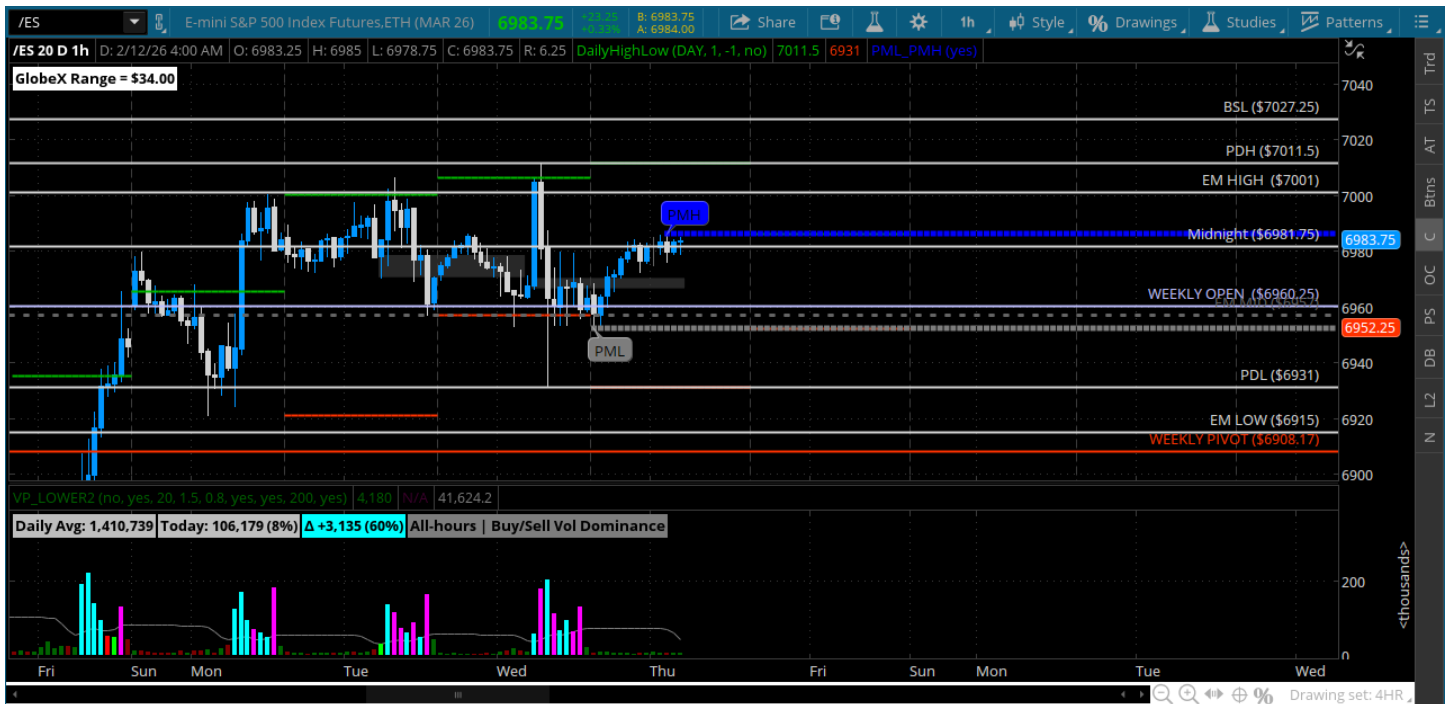 /ES E-mini S&P 500 Index Futures,ETH (MAR 26) 6983.75 +23.25 +0.33% B: 6983.75 A: 6984.00 Share 1h Style Drawings Studies Patterns
/ES 20 D 1h D: 2/12/26 4:00 AM O: 6983.25 H: 6985 L: 6978.75 C: 6983.75 R: 6.25 DailyHighLow (DAY, 1, -1, no) 7011.5 6931 PML_PMH (yes)
GlobeX Range = $34.00
7040
BSL ($7027.25)
7020
PDH ($7011.5)
EM HIGH ($7001)
7000
PMH
Midnight ($6981.75)
6983.75
6980
WEEKLY OPEN ($6960.25)
6960
6952.25
PML
6940
PDL ($6931)
EM LOW ($6915)
6920
WEEKLY PIVOT ($6908.17)
6900
Trd
TS
AT
Btns
C
OC
PS
DB
L2
N
VP_LOWER2 (no, yes, 20, 1.5, 0.8, yes, yes, 200, yes) 4,180 N/A 41,624.2
Daily Avg: 1,410,739 Today: 106,179 (8%) Δ +3,135 (60%) All-hours | Buy/Sell Vol Dominance
200
<thousands>
0
Fri Sun Mon Tue Wed Thu Fri Sun Mon Tue Wed
Drawing set: 4HR